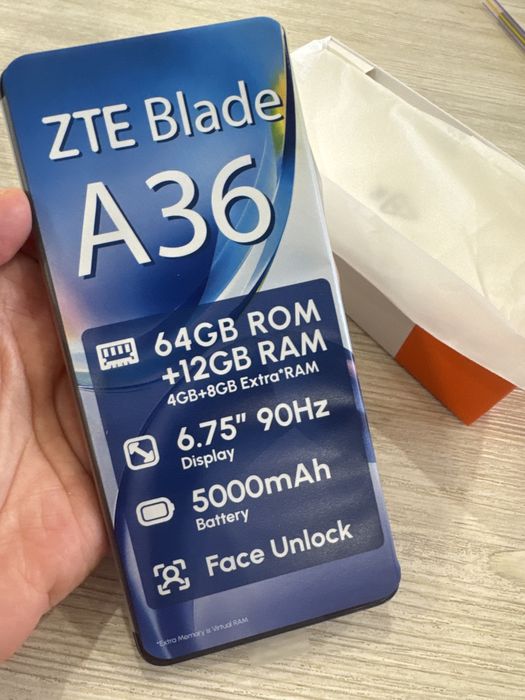 ZTE Blade
A36
64GB ROM
+12GB RAM
4GB+8GB Extra*RAM
6.75" 90Hz
Display
5000mAh
Battery
Face Unlock
*Extra Memory is Virtual RAM.